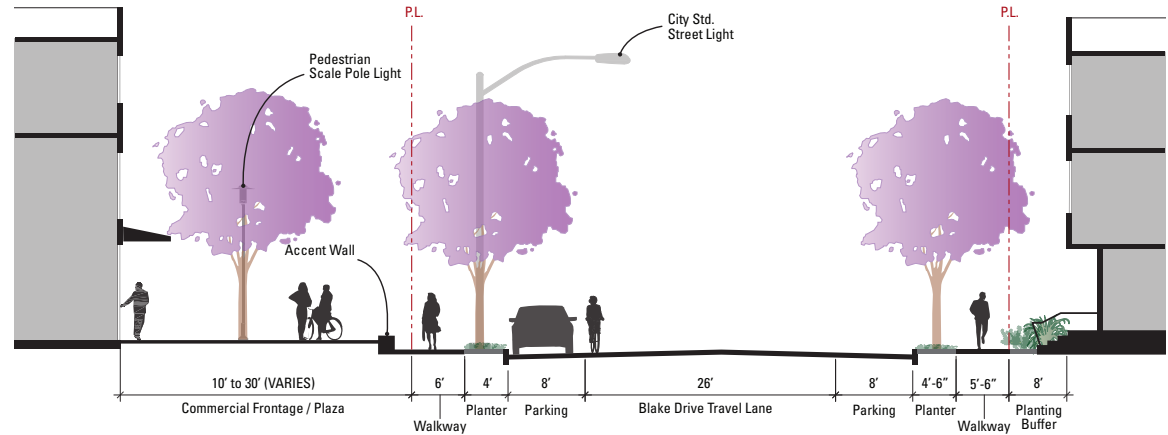 P.L.
P.L.
City Std.
Street Light
Pedestrian
Scale Pole Light
Accent Wall
10’ to 30’ (VARIES)
6’
4’
8’
26’
8’
4’-6”
5’-6”
8’
Commercial Frontage / Plaza
Walkway
Planter
Parking
Blake Drive Travel Lane
Parking
Planter
Walkway
Planting
Buffer